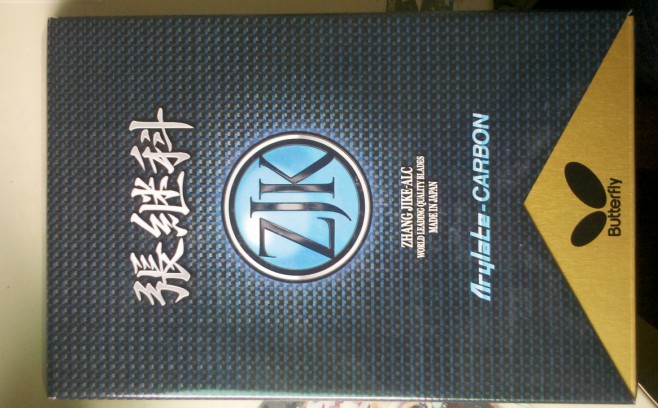 張継科
ZJK
ZHANG JIKE-ALC
WORLD LEADING QUALITY BLADES
MADE IN JAPAN
Arylate-CARBON
Butterfly